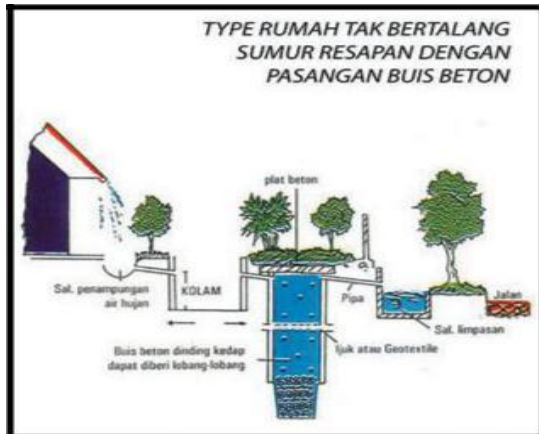 TYPE RUMAH TAK BERTALANG
SUMUR RESAPAN DENGAN
PASANGAN BUIS BETON
plat beton
Sal. penampungan
air hujan
KOLAM
Pipa
Jalan
Sal. limpasan
Ijuk atau Geotextile
Buis beton dinding kedap
dapat diberi lobang-lobang